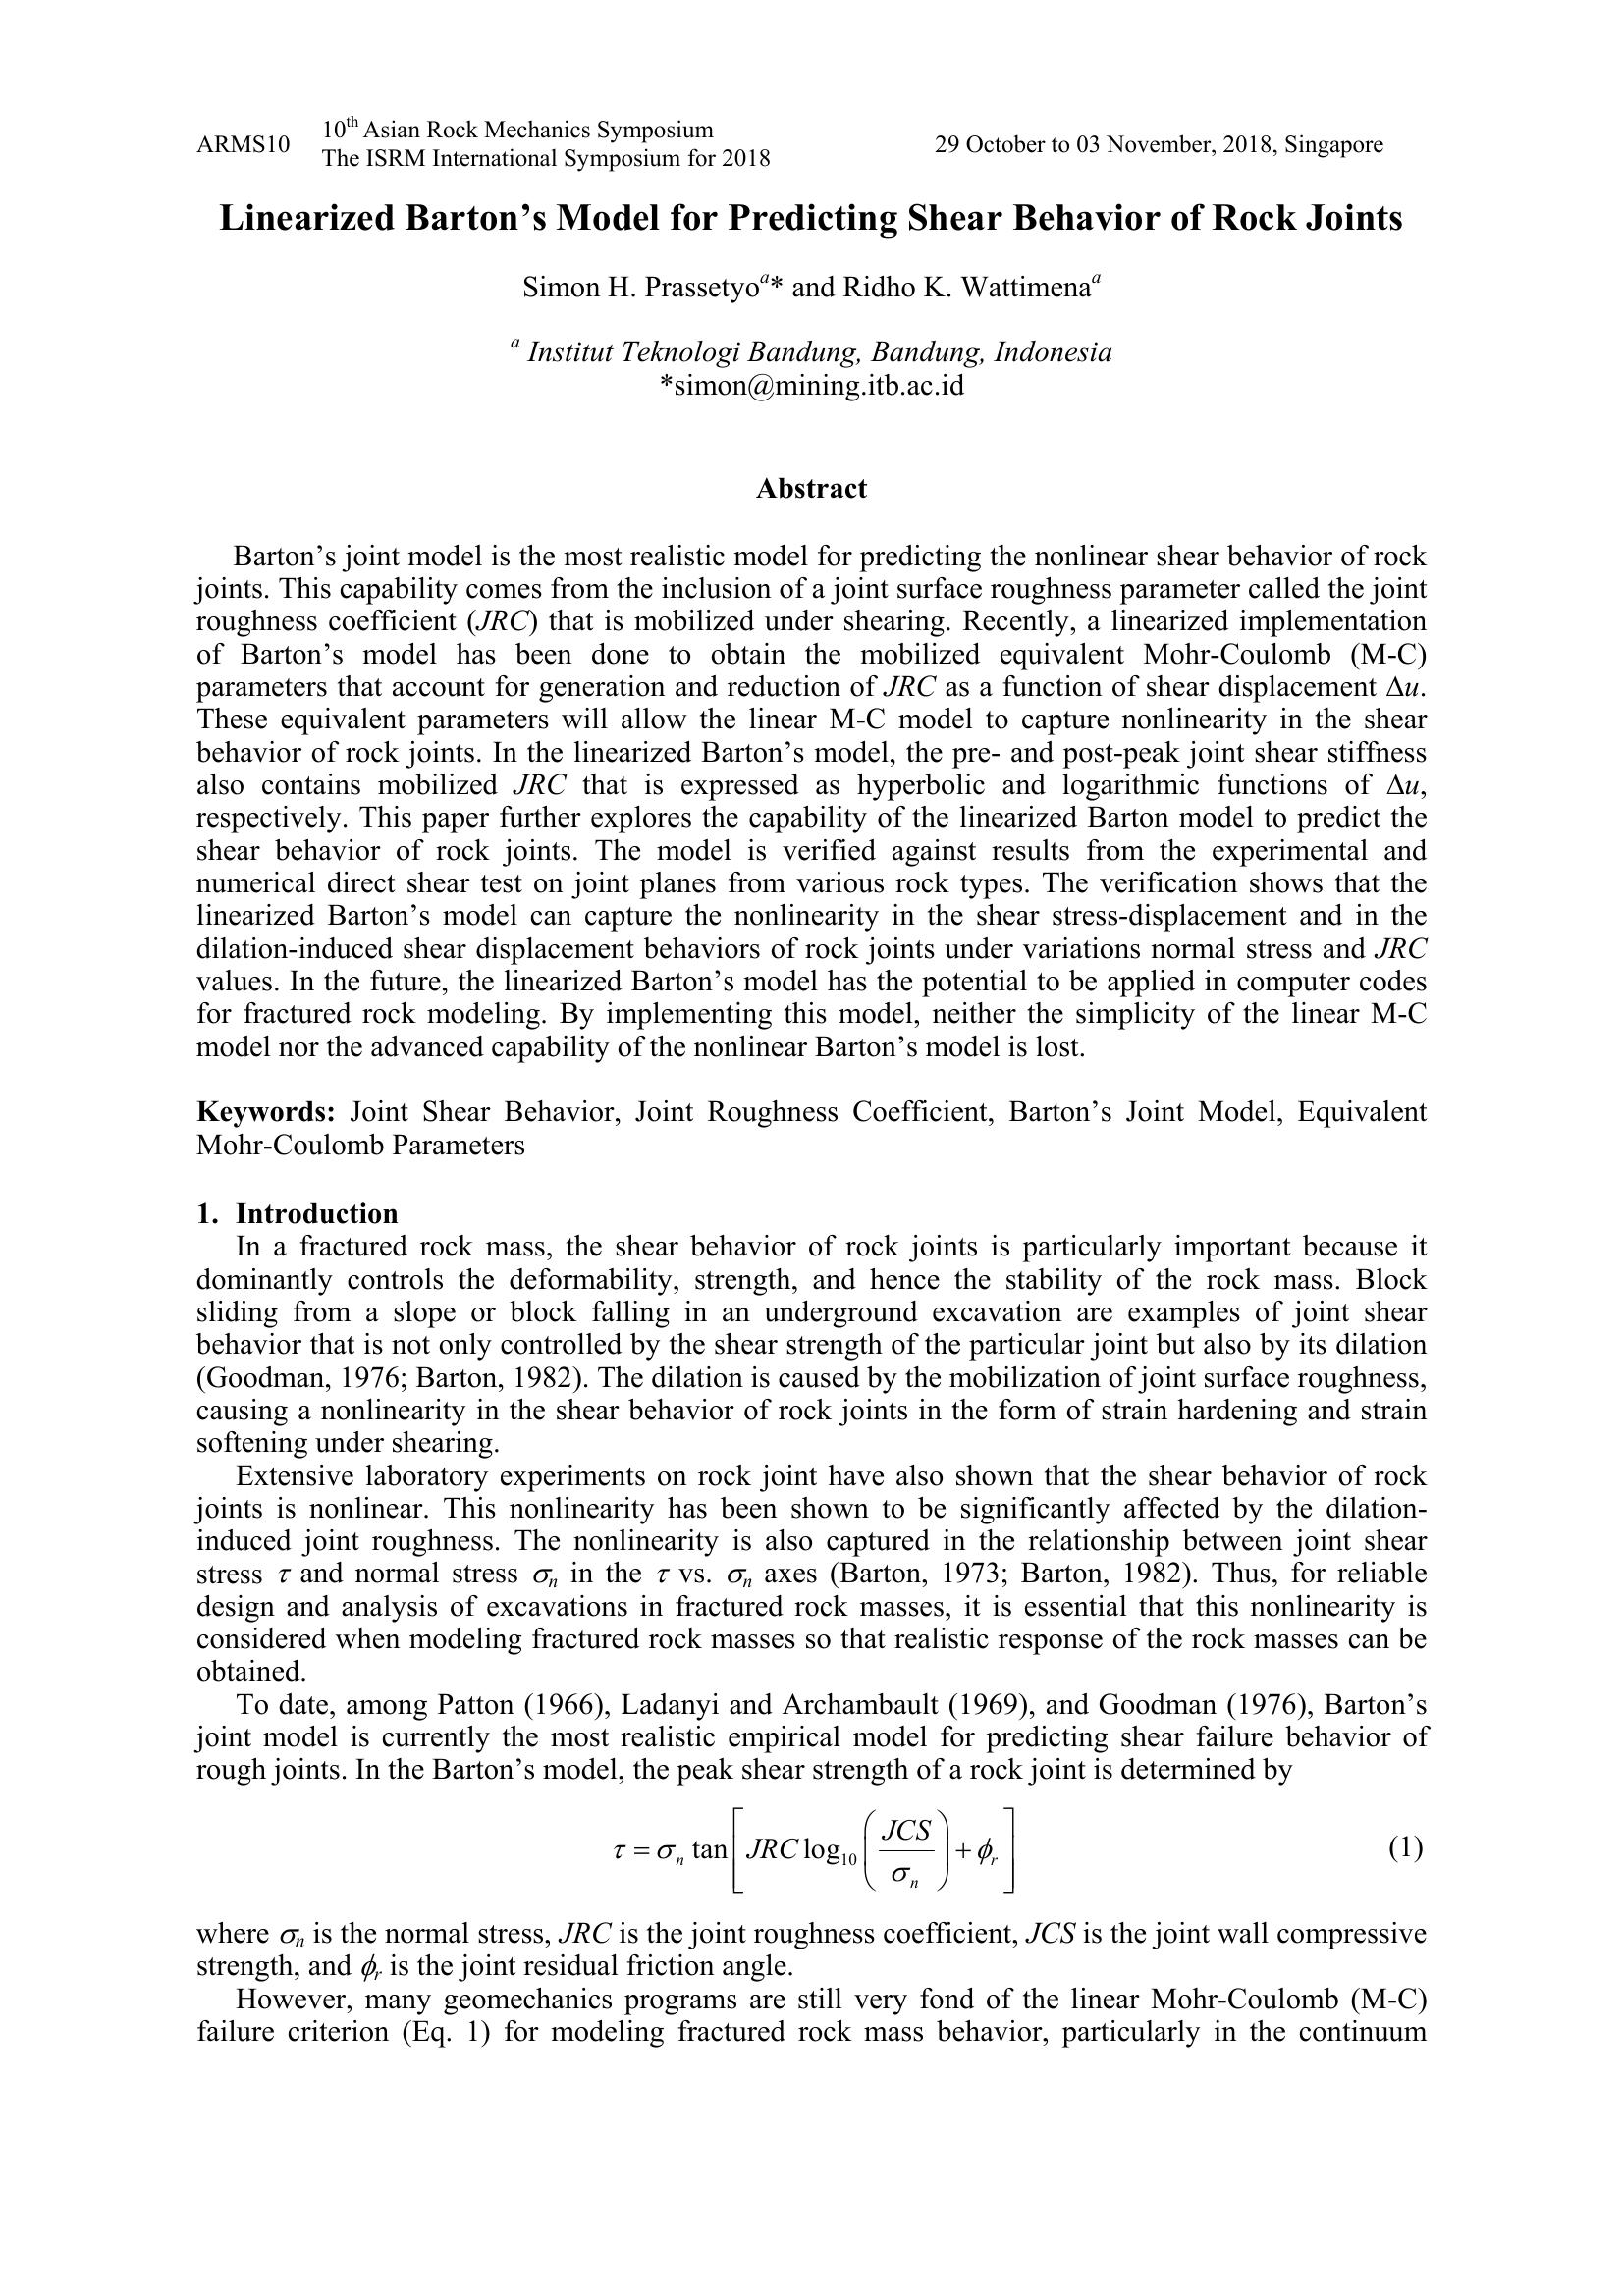 ARMS10 10th Asian Rock Mechanics Symposium
The ISRM International Symposium for 2018 29 October to 03 November, 2018, Singapore
Linearized Barton’s Model for Predicting Shear Behavior of Rock Joints
Simon H. Prassetyoa* and Ridho K. Wattimenaa
a Institut Teknologi Bandung, Bandung, Indonesia
*simon@mining.itb.ac.id
Abstract
Barton’s joint model is the most realistic model for predicting the nonlinear shear behavior of rock
joints. This capability comes from the inclusion of a joint surface roughness parameter called the joint
roughness coefficient (JRC) that is mobilized under shearing. Recently, a linearized implementation
of Barton’s model has been done to obtain the mobilized equivalent Mohr-Coulomb (M-C)
parameters that account for generation and reduction of JRC as a function of shear displacement Δu.
These equivalent parameters will allow the linear M-C model to capture nonlinearity in the shear
behavior of rock joints. In the linearized Barton’s model, the pre- and post-peak joint shear stiffness
also contains mobilized JRC that is expressed as hyperbolic and logarithmic functions of Δu,
respectively. This paper further explores the capability of the linearized Barton model to predict the
shear behavior of rock joints. The model is verified against results from the experimental and
numerical direct shear test on joint planes from various rock types. The verification shows that the
linearized Barton’s model can capture the nonlinearity in the shear stress-displacement and in the
dilation-induced shear displacement behaviors of rock joints under variations normal stress and JRC
values. In the future, the linearized Barton’s model has the potential to be applied in computer codes
for fractured rock modeling. By implementing this model, neither the simplicity of the linear M-C
model nor the advanced capability of the nonlinear Barton’s model is lost.
Keywords: Joint Shear Behavior, Joint Roughness Coefficient, Barton’s Joint Model, Equivalent
Mohr-Coulomb Parameters
1. Introduction
In a fractured rock mass, the shear behavior of rock joints is particularly important because it
dominantly controls the deformability, strength, and hence the stability of the rock mass. Block
sliding from a slope or block falling in an underground excavation are examples of joint shear
behavior that is not only controlled by the shear strength of the particular joint but also by its dilation
(Goodman, 1976; Barton, 1982). The dilation is caused by the mobilization of joint surface roughness,
causing a nonlinearity in the shear behavior of rock joints in the form of strain hardening and strain
softening under shearing.
Extensive laboratory experiments on rock joint have also shown that the shear behavior of rock
joints is nonlinear. This nonlinearity has been shown to be significantly affected by the dilation-
induced joint roughness. The nonlinearity is also captured in the relationship between joint shear
stress τ and normal stress σn in the τ vs. σn axes (Barton, 1973; Barton, 1982). Thus, for reliable
design and analysis of excavations in fractured rock masses, it is essential that this nonlinearity is
considered when modeling fractured rock masses so that realistic response of the rock masses can be
obtained.
To date, among Patton (1966), Ladanyi and Archambault (1969), and Goodman (1976), Barton’s
joint model is currently the most realistic empirical model for predicting shear failure behavior of
rough joints. In the Barton’s model, the peak shear strength of a rock joint is determined by
τ = σn tan[JRC log10(JCS/σn) + ϕr] (1)
where σn is the normal stress, JRC is the joint roughness coefficient, JCS is the joint wall compressive
strength, and ϕr is the joint residual friction angle.
However, many geomechanics programs are still very fond of the linear Mohr-Coulomb (M-C)
failure criterion (Eq. 1) for modeling fractured rock mass behavior, particularly in the continuum